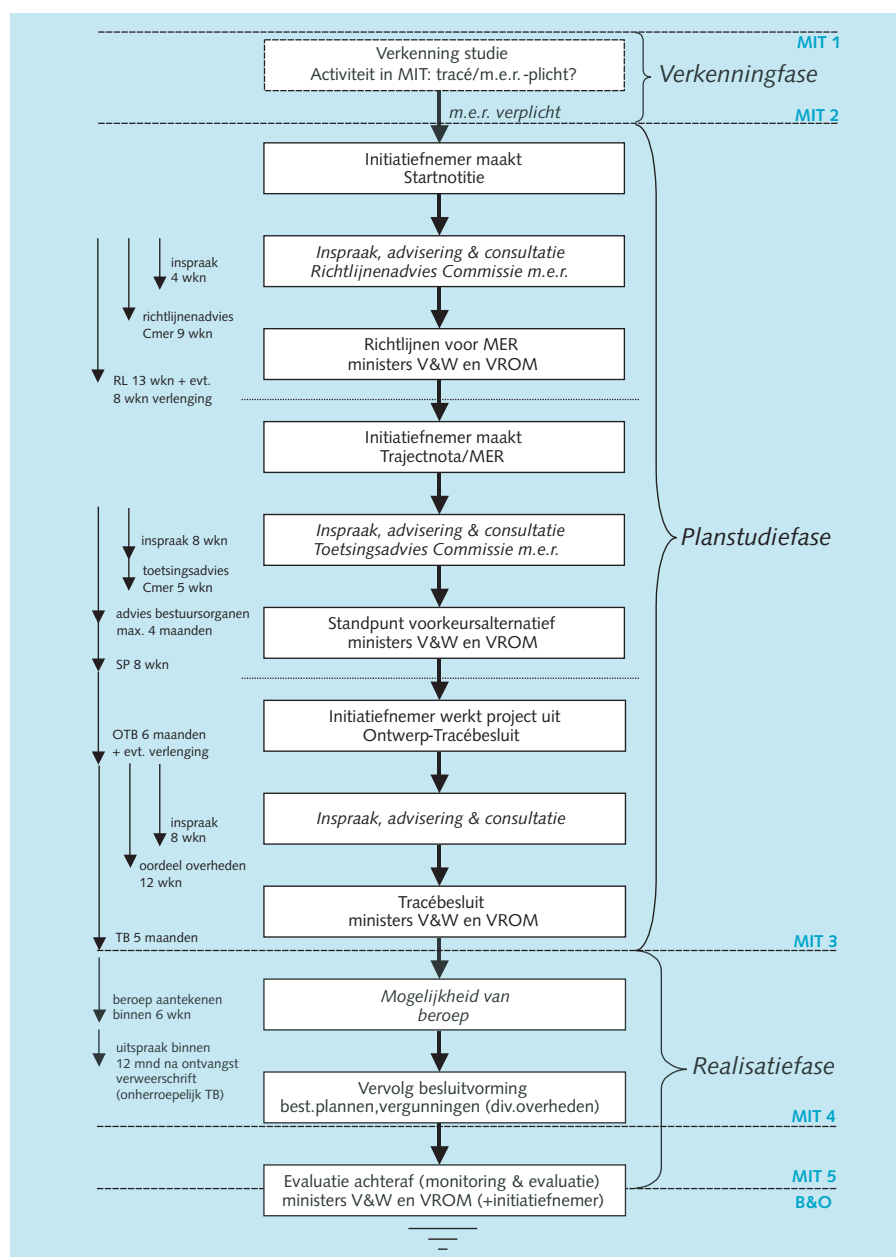 MIT 1
Verkenning studie
Activiteit in MIT: tracé/m.e.r.-plicht?
Verkenningfase
m.e.r. verplicht
MIT 2
Initiatiefnemer maakt
Startnotitie
inspraak
4 wkn
Inspraak, advisering & consultatie
Richtlijnenadvies Commissie m.e.r.
richtlijnenadvies
Cmer 9 wkn
Richtlijnen voor MER
ministers V&W en VROM
RL 13 wkn + evt.
8 wkn verlenging
Initiatiefnemer maakt
Trajectnota/MER
Planstudiefase
inspraak 8 wkn
Inspraak, advisering & consultatie
Toetsingsadvies Commissie m.e.r.
toetsingsadvies
Cmer 5 wkn
advies bestuursorganen
max. 4 maanden
Standpunt voorkeursalternatief
ministers V&W en VROM
SP 8 wkn
Initiatiefnemer werkt project uit
Ontwerp-Tracébesluit
OTB 6 maanden
+ evt. verlenging
Inspraak, advisering & consultatie
inspraak
8 wkn
oordeel overheden
12 wkn
Tracébesluit
ministers V&W en VROM
TB 5 maanden
MIT 3
Mogelijkheid van
beroep
beroep aantekenen
binnen 6 wkn
uitspraak binnen
12 mnd na ontvangst
verweerschrift
(onherroepelijk TB)
Realisatiefase
Vervolg besluitvorming
best.plannen,vergunningen (div.overheden)
MIT 4
Evaluatie achteraf (monitoring & evaluatie)
ministers V&W en VROM (+initiatiefnemer)
MIT 5
B&O